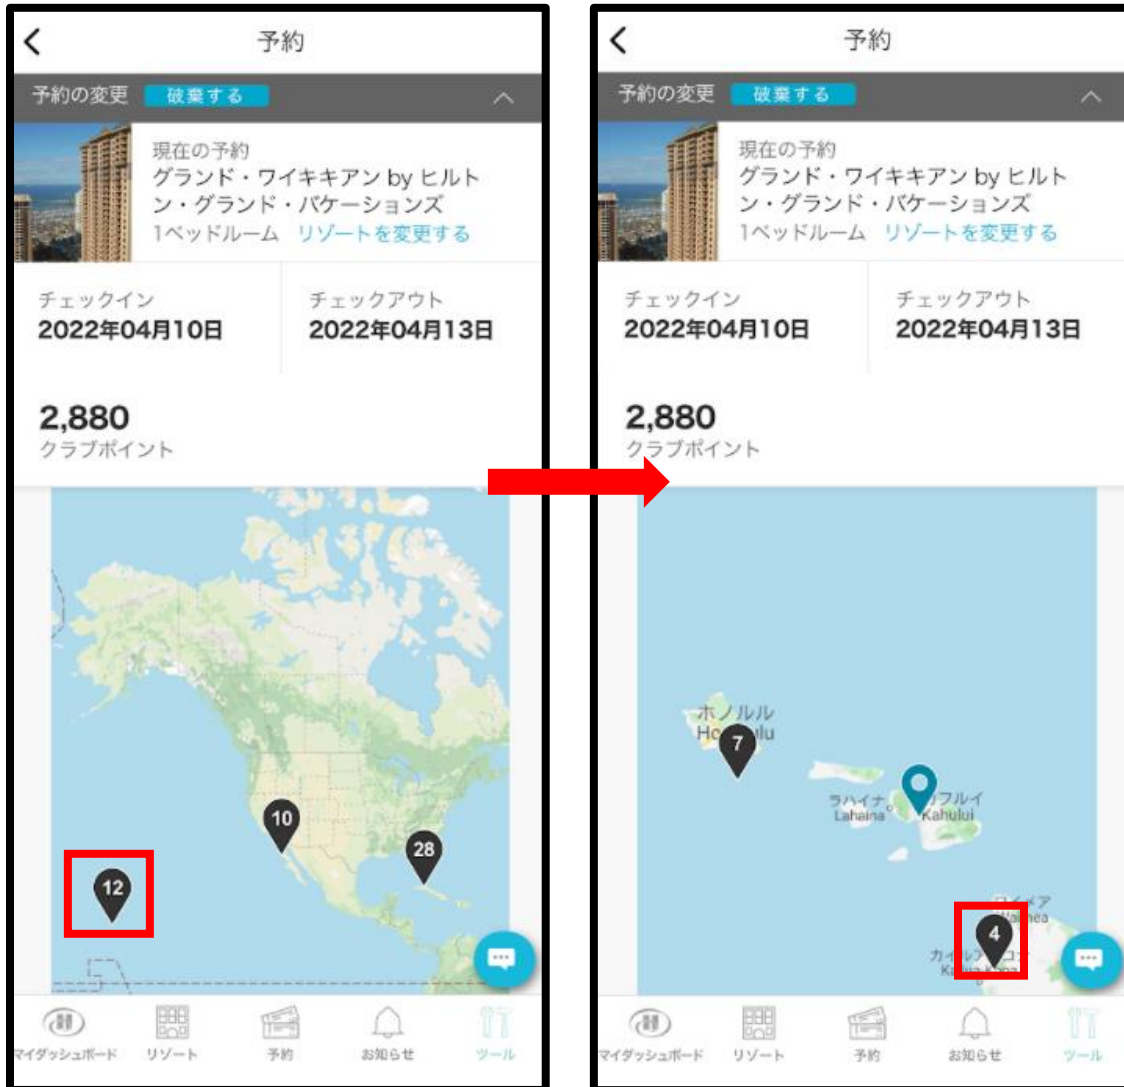 予約
予約の変更 破棄する
現在の予約
グランド・ワイキキアン by ヒルト
ン・グランド・バケーションズ
1ベッドルーム リゾートを変更する
チェックイン チェックアウト
2022年04月10日 2022年04月13日
2,880
クラブポイント
10
28
12
マイダッシュボード リゾート 予約 お知らせ ツール
予約
予約の変更 破棄する
現在の予約
グランド・ワイキキアン by ヒルト
ン・グランド・バケーションズ
1ベッドルーム リゾートを変更する
チェックイン チェックアウト
2022年04月10日 2022年04月13日
2,880
クラブポイント
ホノルル
7
ラハイナ
Lahaina
Kahului
4
マイダッシュボード リゾート 予約 お知らせ ツール